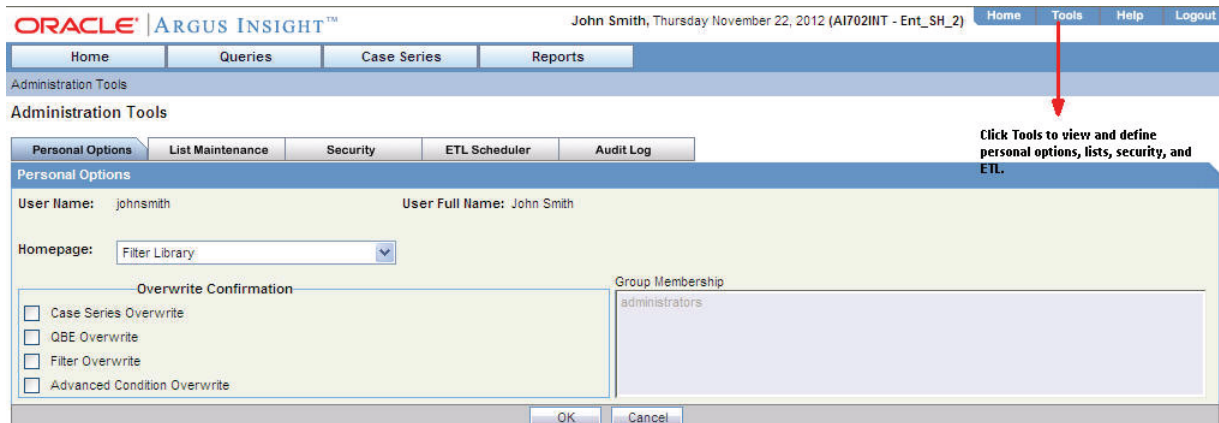 ORACLE | ARGUS INSIGHT™
John Smith, Thursday November 22, 2012 (AI702INT - Ent_SH_2)
Home Tools Help Logout
Home Queries Case Series Reports
Administration Tools
Administration Tools
Click Tools to view and define
personal options, lists, security, and
ETL.
Personal Options List Maintenance Security ETL Scheduler Audit Log
Personal Options
User Name: johnsmith User Full Name: John Smith
Homepage: Filter Library
Overwrite Confirmation
Case Series Overwrite
QBE Overwrite
Filter Overwrite
Advanced Condition Overwrite
Group Membership
administrators
OK Cancel